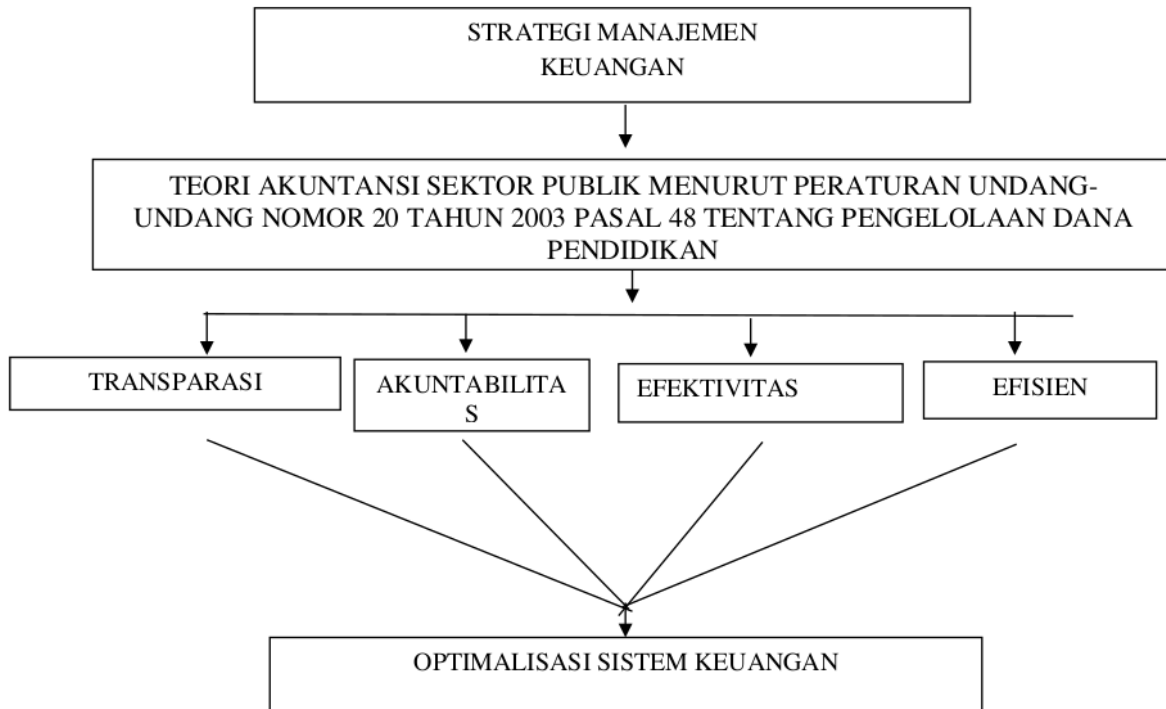 STRATEGI MANAJEMEN
KEUANGAN
TEORI AKUNTANSI SEKTOR PUBLIK MENURUT PERATURAN UNDANG-
UNDANG NOMOR 20 TAHUN 2003 PASAL 48 TENTANG PENGELOLAAN DANA
PENDIDIKAN
TRANSPARASI
AKUNTABILITA
S
EFEKTIVITAS
EFISIEN
OPTIMALISASI SISTEM KEUANGAN